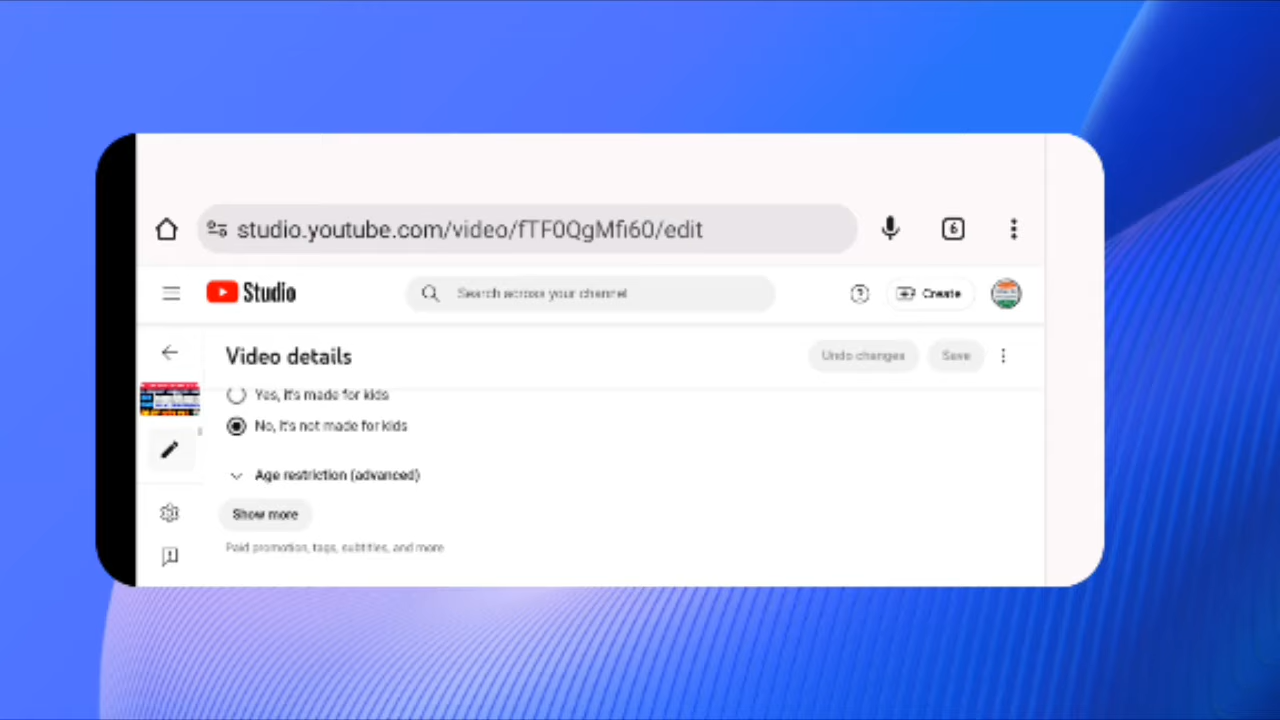 studio.youtube.com/video/fTF0QgMfi60/edit
6
Studio
Search across your channel
Create
Video details
Undo changes
Save
Yes, it's made for kids
No, it's not made for kids
Age restriction (advanced)
Show more
Paid promotion, tags, subtitles, and more